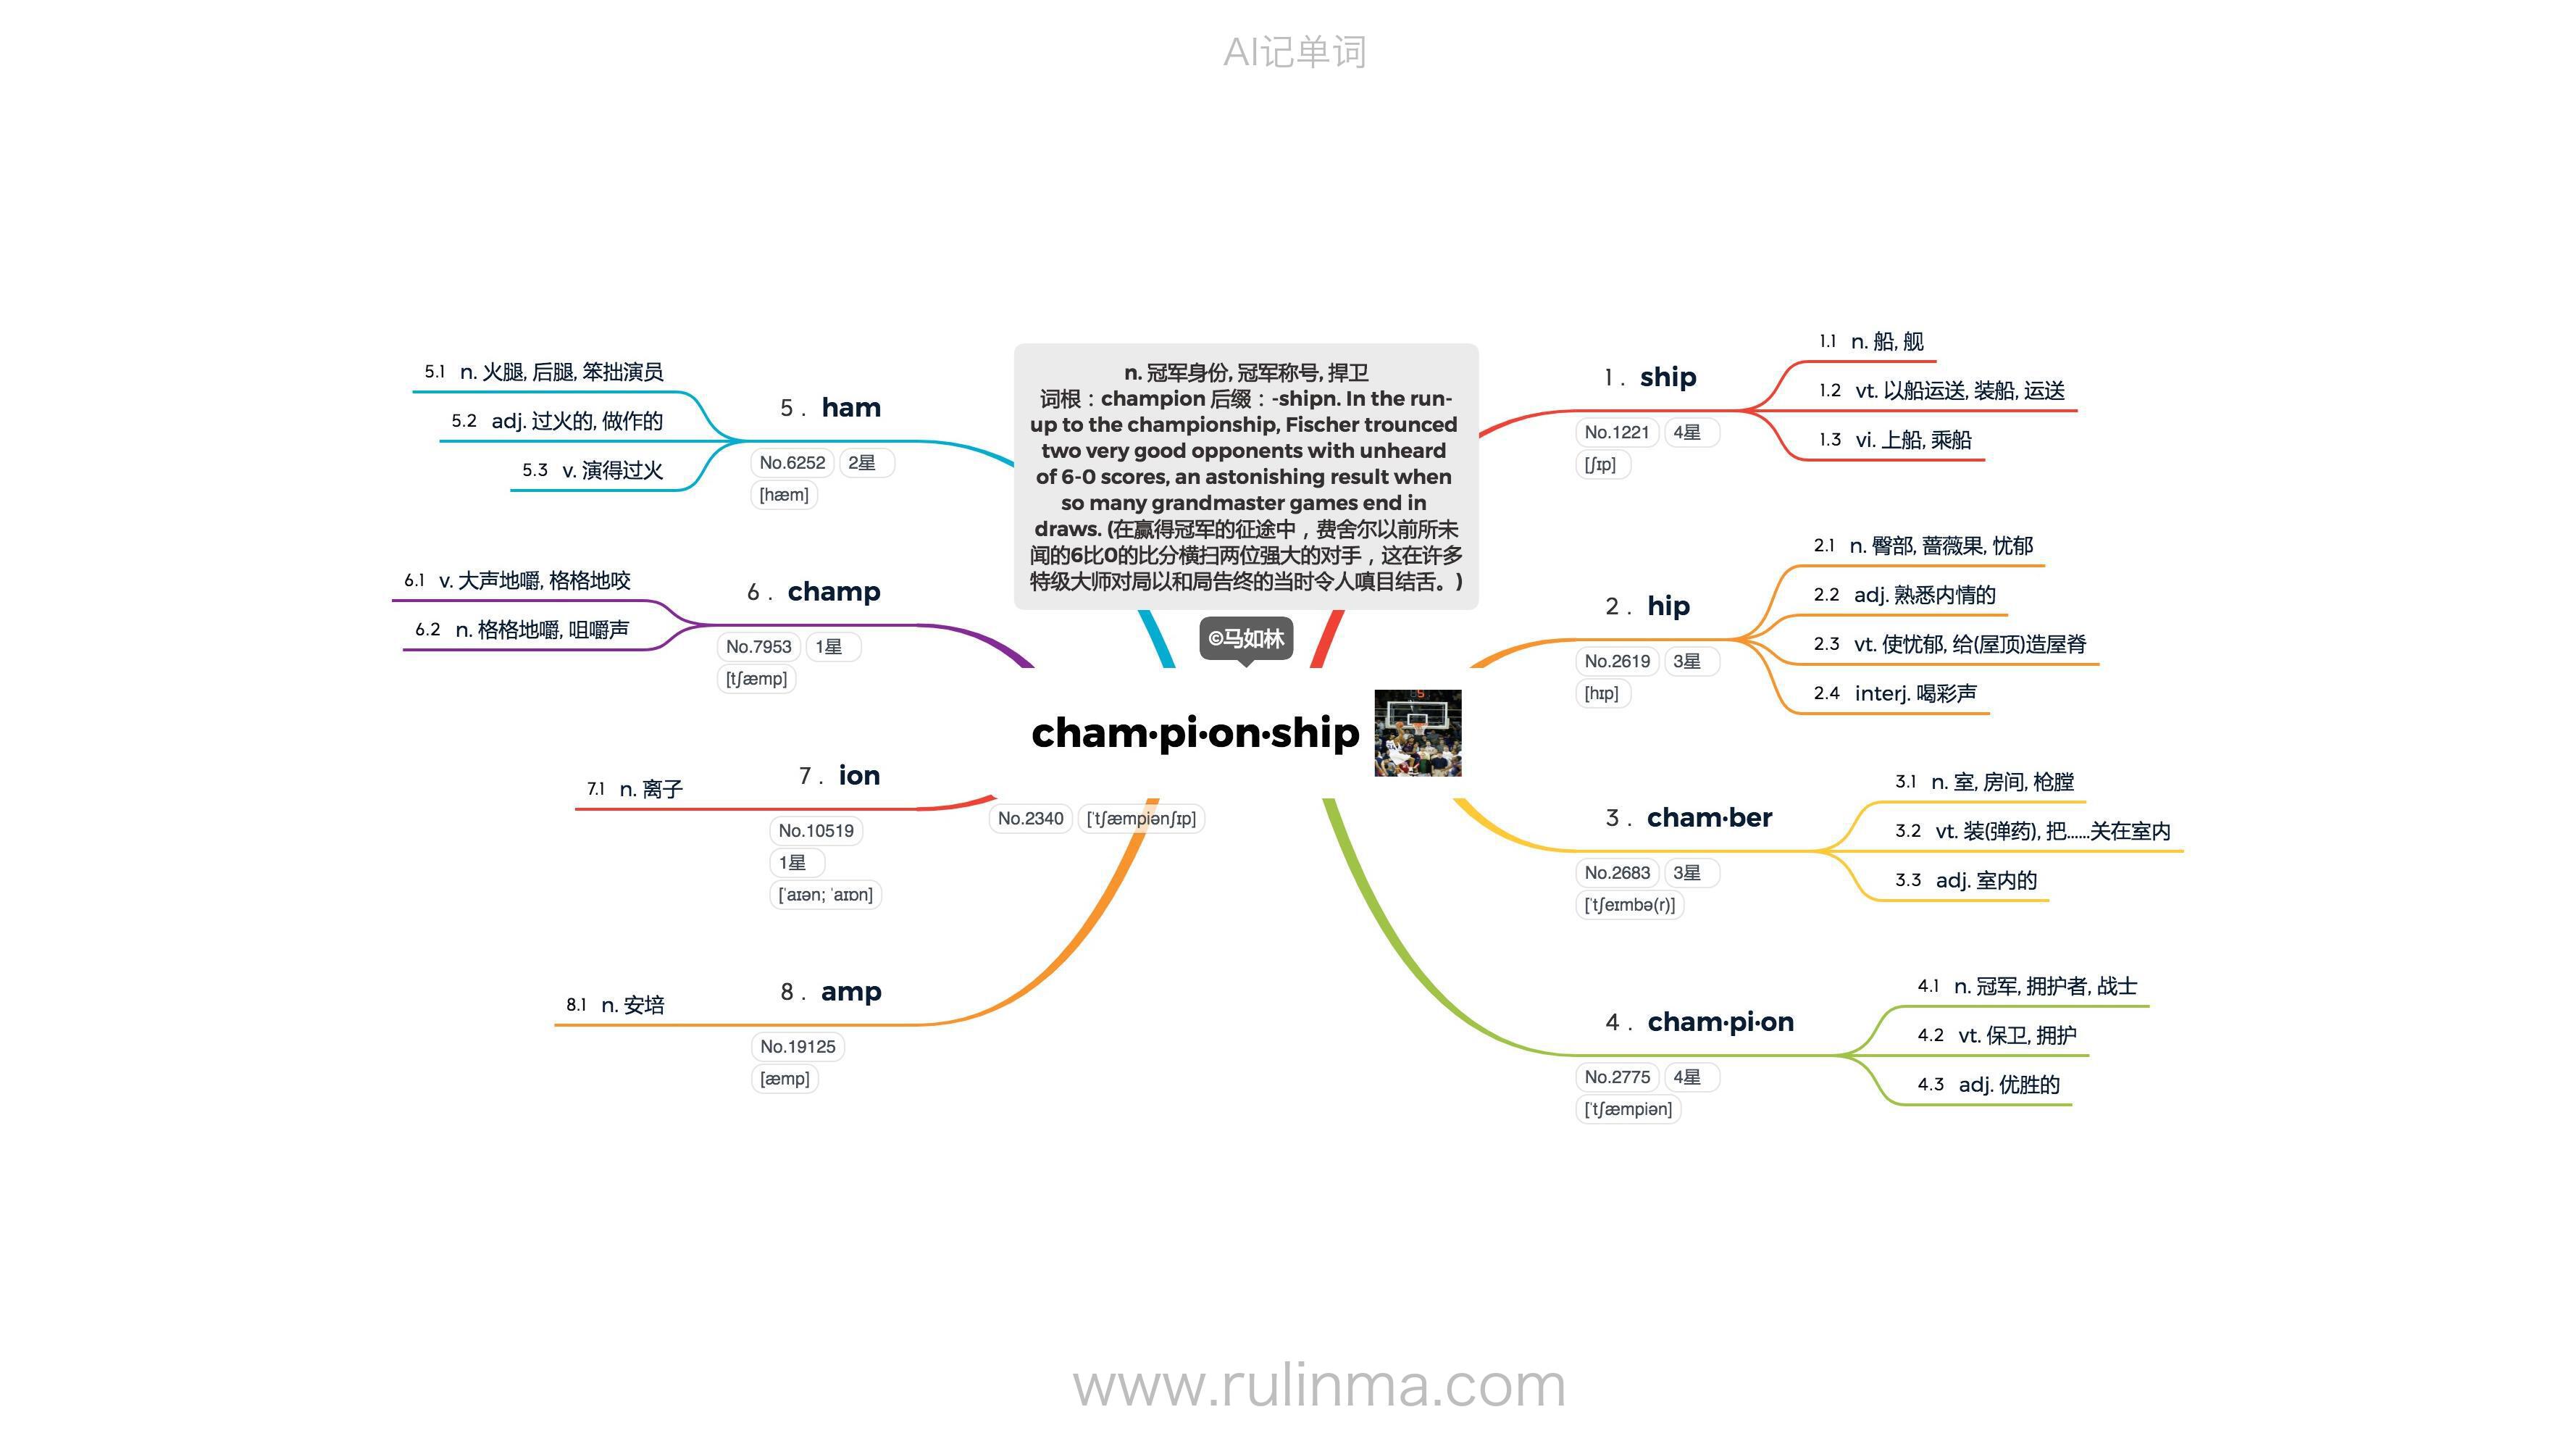 AI记单词
n. 冠军身份, 冠军称号, 捍卫
词根：champion 后缀：-shipn. In the run-
up to the championship, Fischer trounced
two very good opponents with unheard
of 6-0 scores, an astonishing result when
so many grandmaster games end in
draws. (在赢得冠军的征途中，费舍尔以前所未
闻的6比0的比分横扫两位强大的对手，这在许多
特级大师对局以和局告终的当时令人嗔目结舌。)
©马如林
cham·pi·on·ship
No.2340 [ˈtʃæmpiənʃɪp]
1. ship
No.1221 4星
[ʃɪp]
1.1 n. 船, 舰
1.2 vt. 以船运送, 装船, 运送
1.3 vi. 上船, 乘船
2. hip
No.2619 3星
[hɪp]
2.1 n. 臀部, 蔷薇果, 忧郁
2.2 adj. 熟悉内情的
2.3 vt. 使忧郁, 给(屋顶)造屋脊
2.4 interj. 喝彩声
3. cham·ber
No.2683 3星
[ˈtʃeɪmbə(r)]
3.1 n. 室, 房间, 枪膛
3.2 vt. 装(弹药), 把......关在室内
3.3 adj. 室内的
4. cham·pi·on
No.2775 4星
[ˈtʃæmpiən]
4.1 n. 冠军, 拥护者, 战士
4.2 vt. 保卫, 拥护
4.3 adj. 优胜的
5. ham
No.6252 2星
[hæm]
5.1 n. 火腿, 后腿, 笨拙演员
5.2 adj. 过火的, 做作的
5.3 v. 演得过火
6. champ
No.7953 1星
[tʃæmp]
6.1 v. 大声地嚼, 格格地咬
6.2 n. 格格地嚼, 咀嚼声
7. ion
No.10519
1星
[ˈaɪən; ˈaɪɒn]
7.1 n. 离子
8. amp
No.19125
[æmp]
8.1 n. 安培
www.rulinma.com